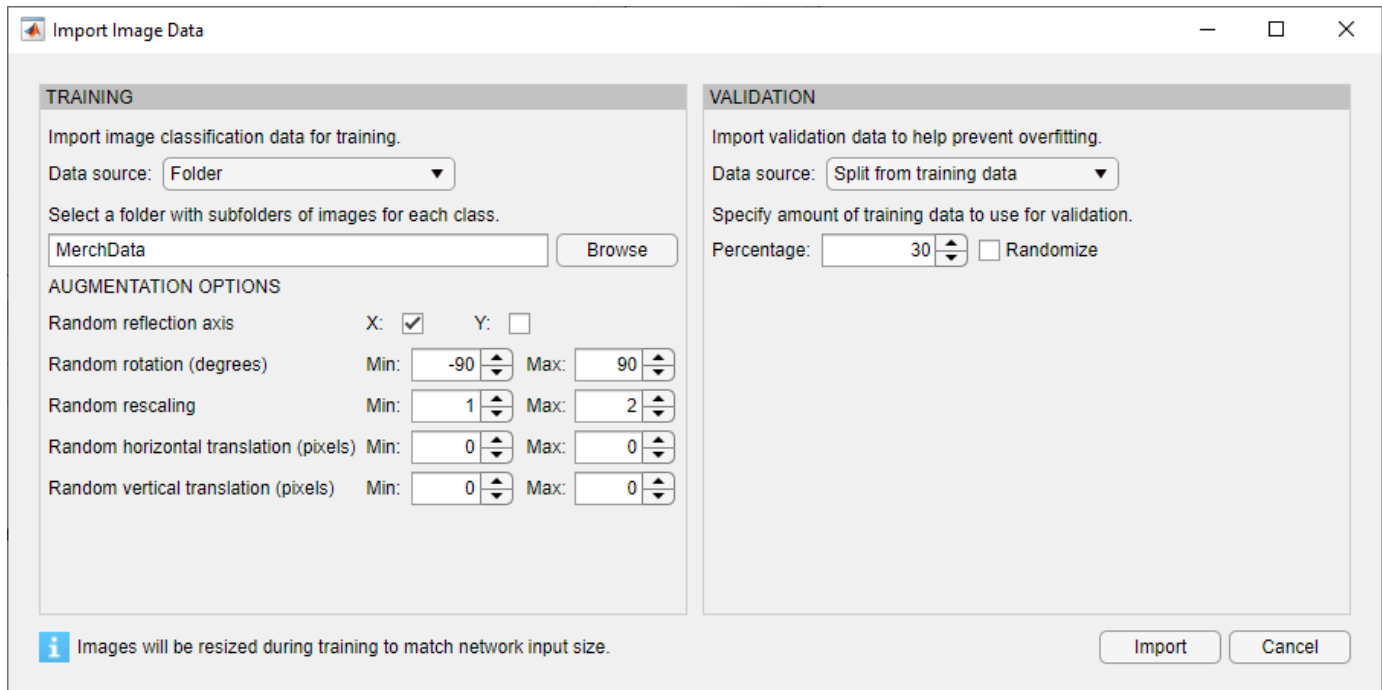 Import Image Data
TRAINING
Import image classification data for training.
Data source: Folder
Select a folder with subfolders of images for each class.
MerchData Browse
AUGMENTATION OPTIONS
Random reflection axis X: Y:
Random rotation (degrees) Min: -90 Max: 90
Random rescaling Min: 1 Max: 2
Random horizontal translation (pixels) Min: 0 Max: 0
Random vertical translation (pixels) Min: 0 Max: 0
VALIDATION
Import validation data to help prevent overfitting.
Data source: Split from training data
Specify amount of training data to use for validation.
Percentage: 30 Randomize
i Images will be resized during training to match network input size.
Import Cancel